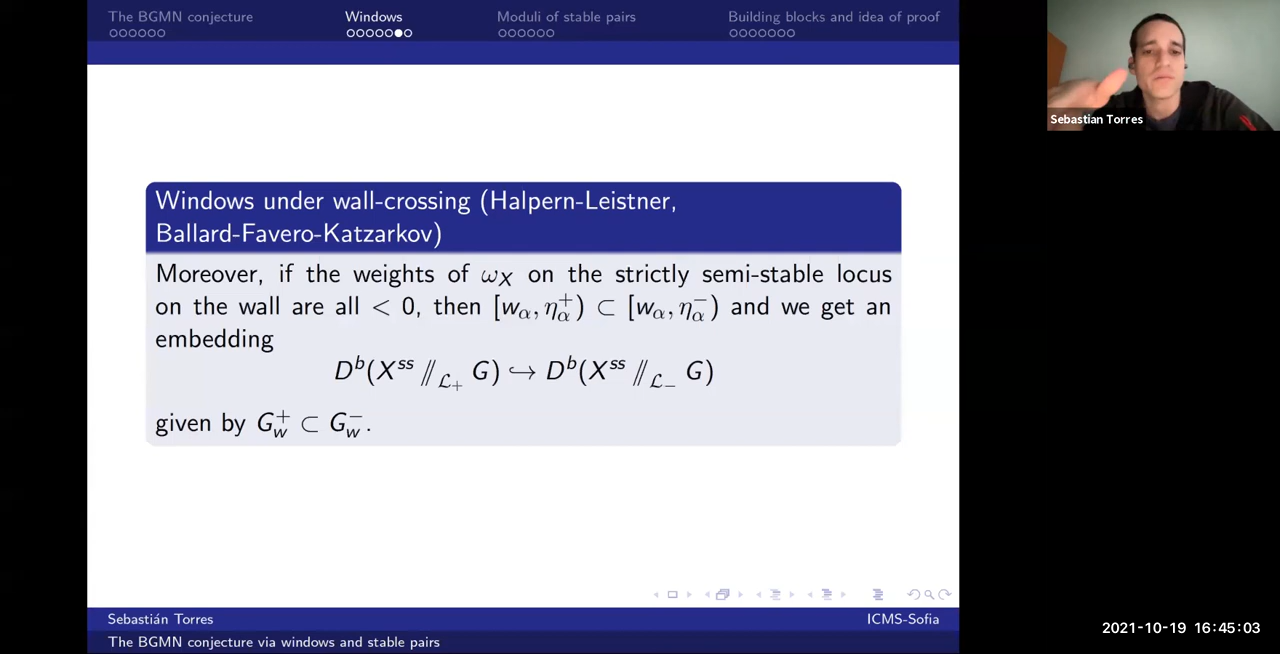 The BGMN conjecture
Windows
Moduli of stable pairs
Building blocks and idea of proof
Sebastian Torres
Windows under wall-crossing (Halpern-Leistner,
Ballard-Favero-Katzarkov)
Moreover, if the weights of ω_X on the strictly semi-stable locus
on the wall are all < 0, then [w_α, η_α^+) ⊂ [w_α, η_α^−) and we get an
embedding
D^b(X^{ss} //_{𝓛_+} G) ↪ D^b(X^{ss} //_{𝓛_−} G)
given by G_w^+ ⊂ G_w^−.
Sebastián Torres
ICMS-Sofia
The BGMN conjecture via windows and stable pairs
2021-10-19 16:45:03